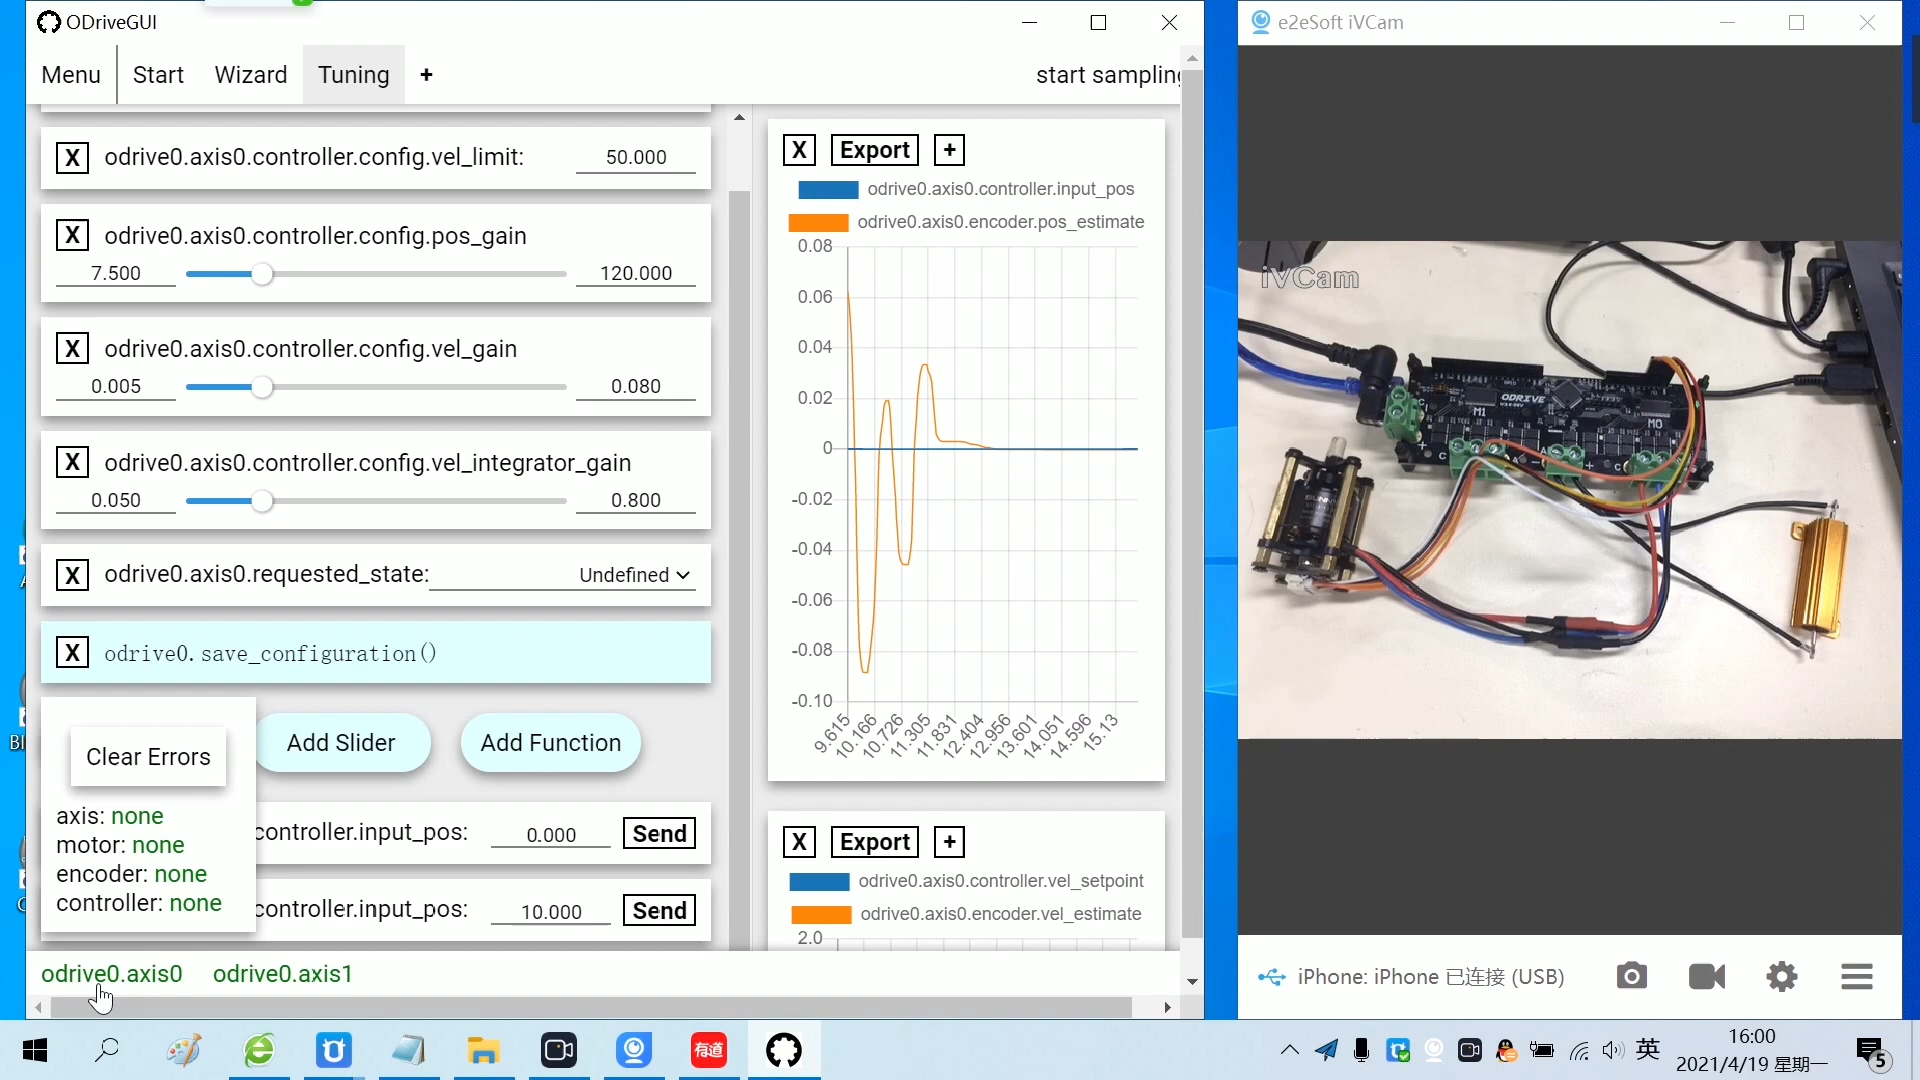 ODriveGUI
Menu Start Wizard Tuning + start sampling
X odrive0.axis0.controller.config.vel_limit: 50.000
X odrive0.axis0.controller.config.pos_gain
7.500 120.000
X odrive0.axis0.controller.config.vel_gain
0.005 0.080
X odrive0.axis0.controller.config.vel_integrator_gain
0.050 0.800
X odrive0.axis0.requested_state: Undefined
X odrive0.save_configuration()
Clear Errors
Add Slider
Add Function
axis: none
motor: none
encoder: none
controller: none
controller.input_pos: 0.000 Send
controller.input_pos: 10.000 Send
odrive0.axis0 odrive0.axis1
X Export +
odrive0.axis0.controller.input_pos
odrive0.axis0.encoder.pos_estimate
0.08
0.06
0.04
0.02
0
-0.02
-0.04
-0.06
-0.08
-0.10
9.615 10.166 10.726 11.305 11.831 12.404 12.956 13.601 14.051 14.596 15.13
X Export +
odrive0.axis0.controller.vel_setpoint
odrive0.axis0.encoder.vel_estimate
2.0
e2eSoft iVCam
iVCam
ODRIVE
M1
M0
iPhone: iPhone 已连接 (USB)
有道
英
16:00
2021/4/19 星期一
5